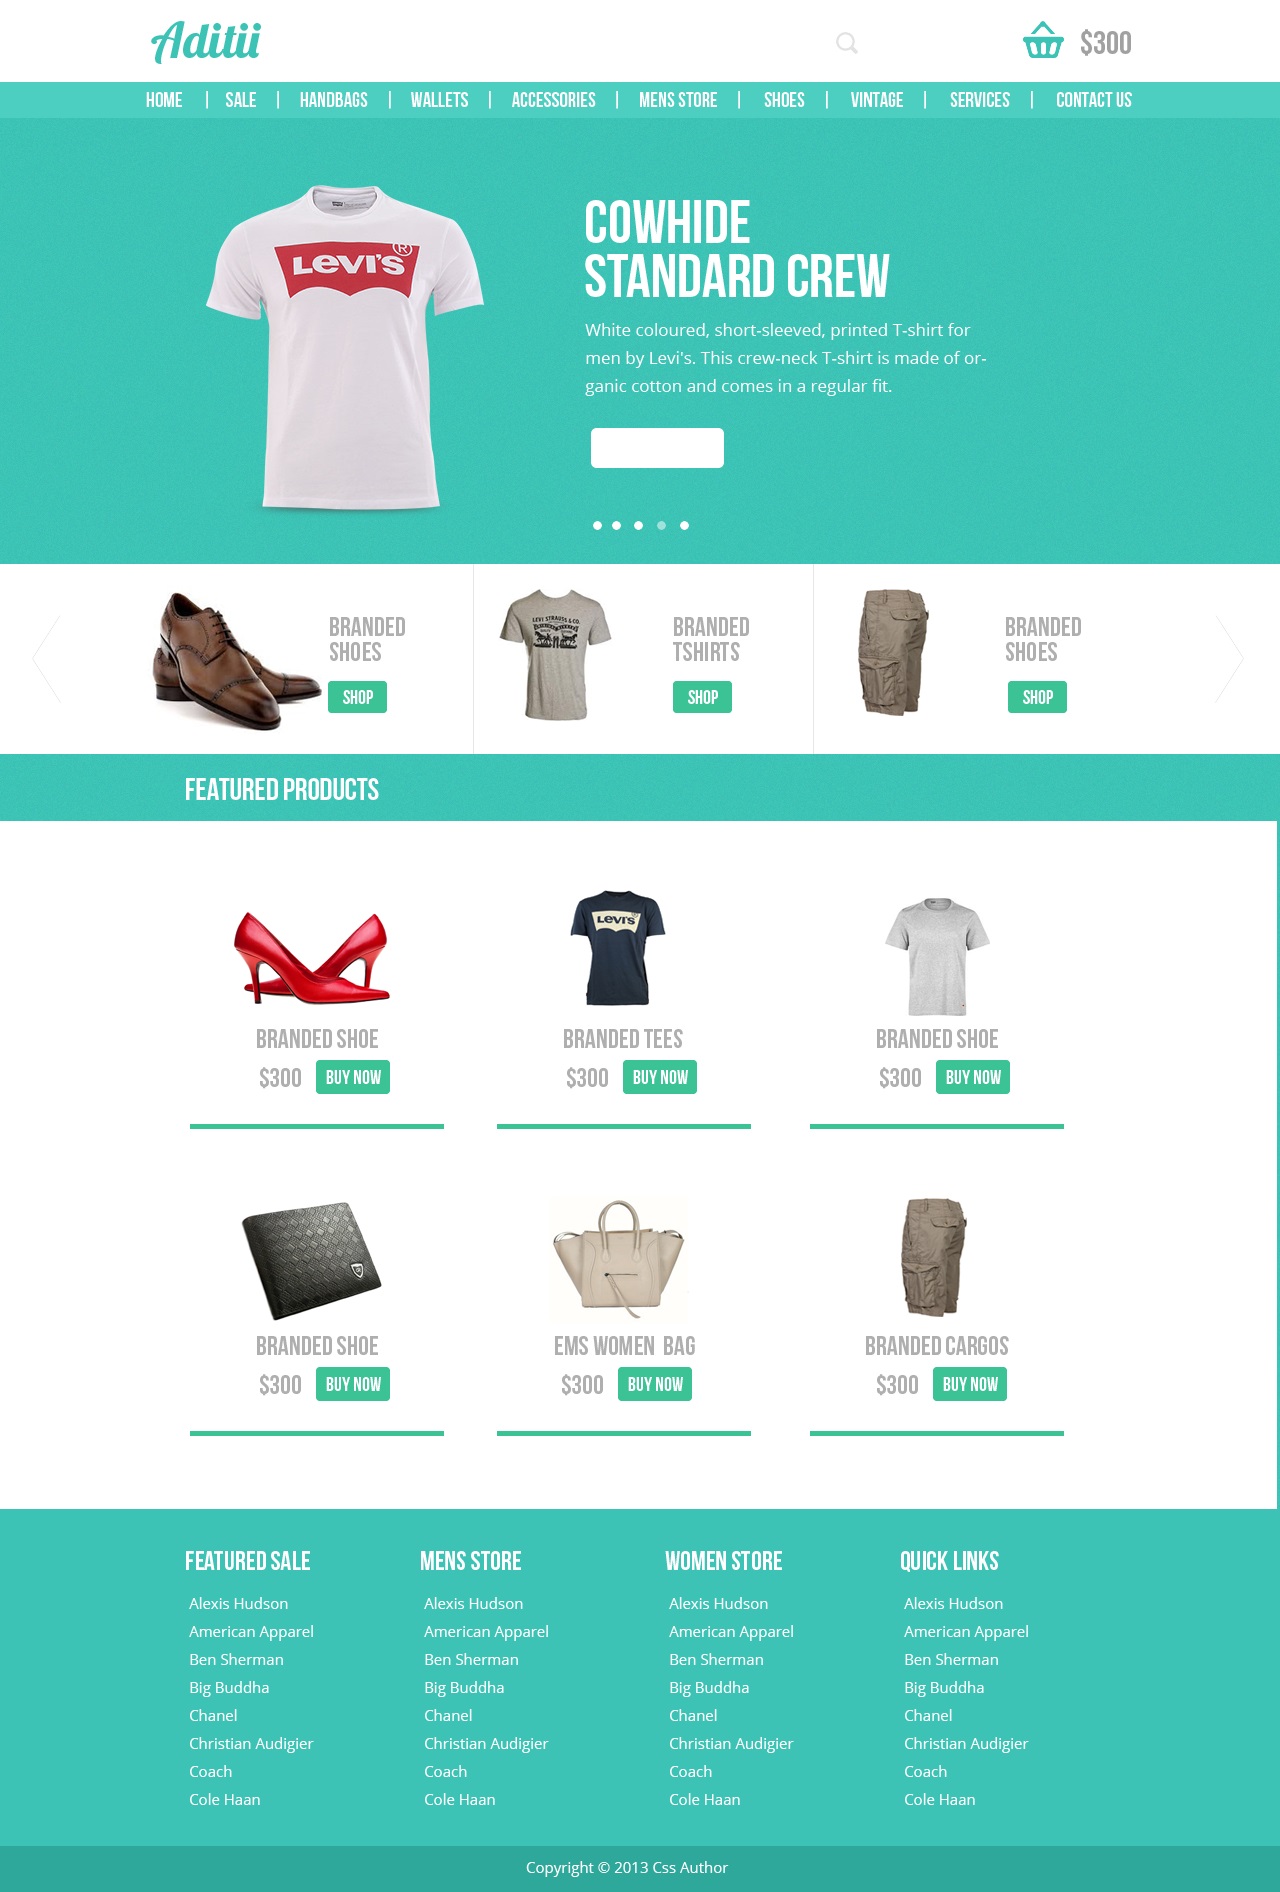 Aditii
$300
HOME | SALE | HANDBAGS | WALLETS | ACCESSORIES | MENS STORE | SHOES | VINTAGE | SERVICES | CONTACT US
LEVI'S ®
COWHIDE
STANDARD CREW
White coloured, short-sleeved, printed T-shirt for
men by Levi's. This crew-neck T-shirt is made of or-
ganic cotton and comes in a regular fit.
BRANDED
SHOES
SHOP
LEVI STRAUSS & CO.
BRANDED
TSHIRTS
SHOP
BRANDED
SHOES
SHOP
FEATURED PRODUCTS
LEVI'S
BRANDED SHOE
$300 BUY NOW
BRANDED TEES
$300 BUY NOW
BRANDED SHOE
$300 BUY NOW
BRANDED SHOE
$300 BUY NOW
EMS WOMEN BAG
$300 BUY NOW
BRANDED CARGOS
$300 BUY NOW
FEATURED SALE
Alexis Hudson
American Apparel
Ben Sherman
Big Buddha
Chanel
Christian Audigier
Coach
Cole Haan
MENS STORE
Alexis Hudson
American Apparel
Ben Sherman
Big Buddha
Chanel
Christian Audigier
Coach
Cole Haan
WOMEN STORE
Alexis Hudson
American Apparel
Ben Sherman
Big Buddha
Chanel
Christian Audigier
Coach
Cole Haan
QUICK LINKS
Alexis Hudson
American Apparel
Ben Sherman
Big Buddha
Chanel
Christian Audigier
Coach
Cole Haan
Copyright © 2013 Css Author